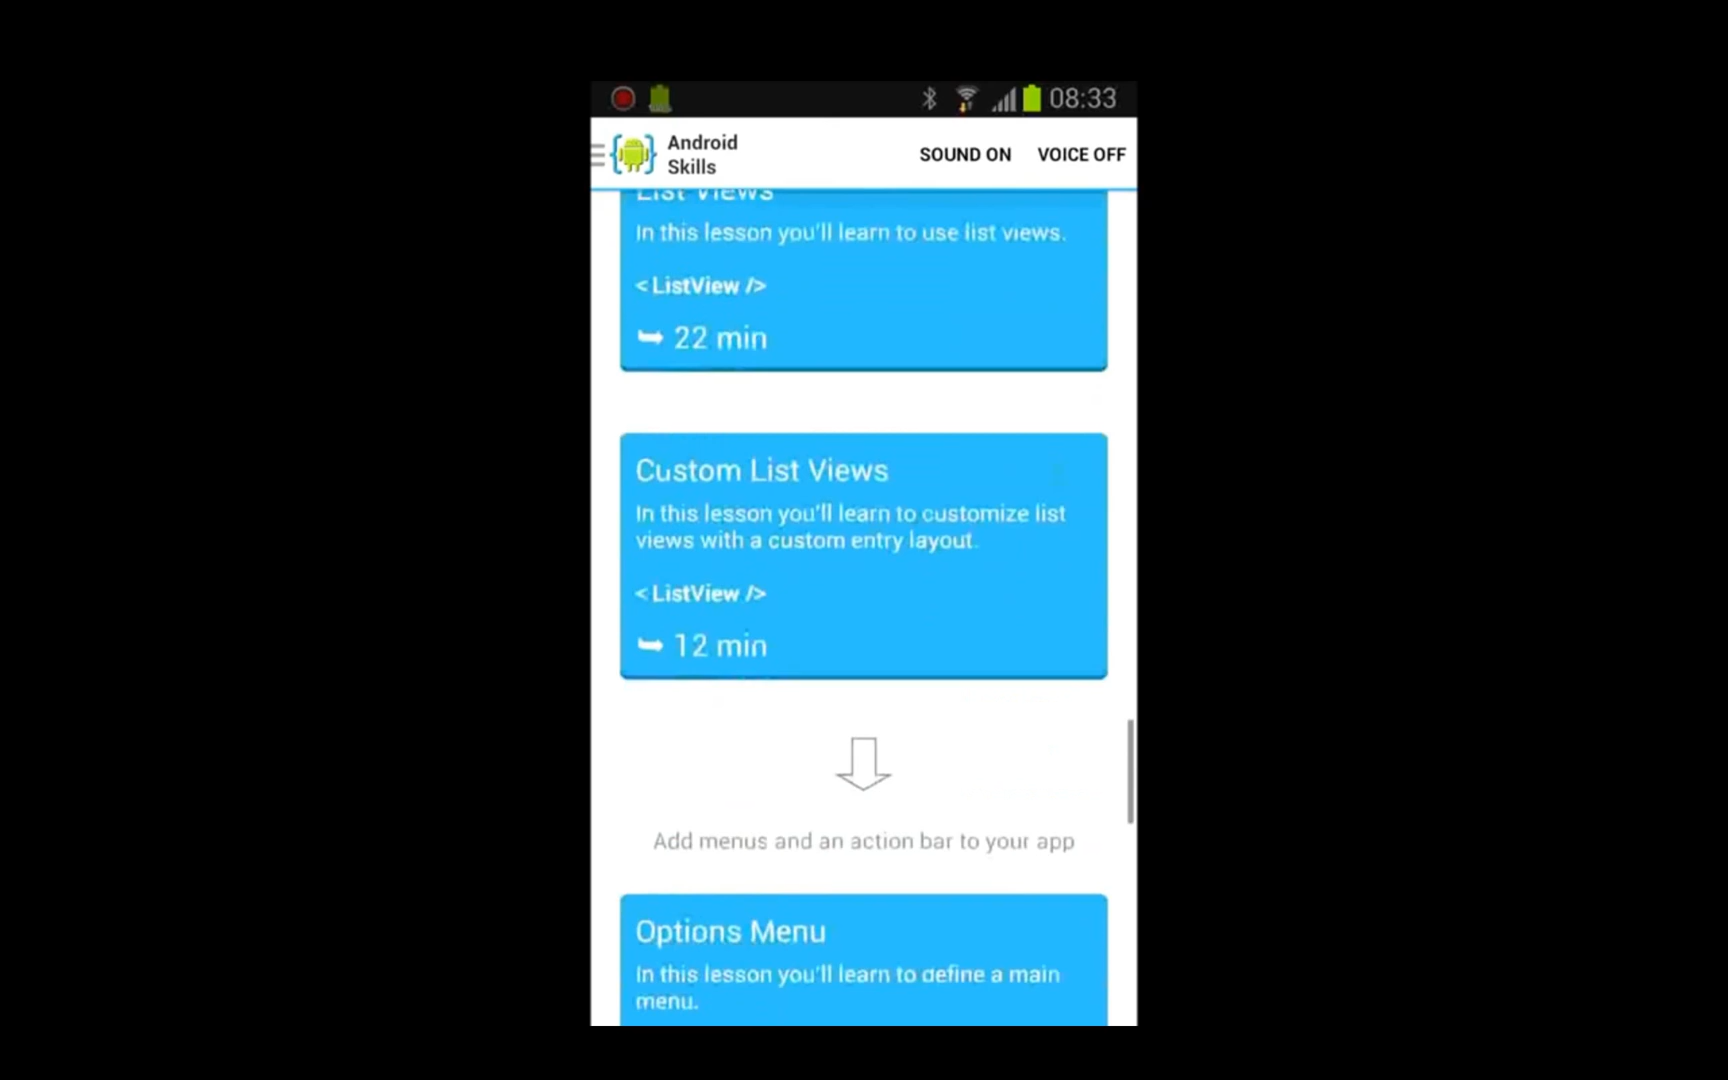 08:33
Android
Skills
SOUND ON
VOICE OFF
List Views
In this lesson you'll learn to use list views.
<ListView />
22 min
Custom List Views
In this lesson you'll learn to customize list
views with a custom entry layout.
<ListView />
12 min
Add menus and an action bar to your app
Options Menu
In this lesson you'll learn to define a main
menu.